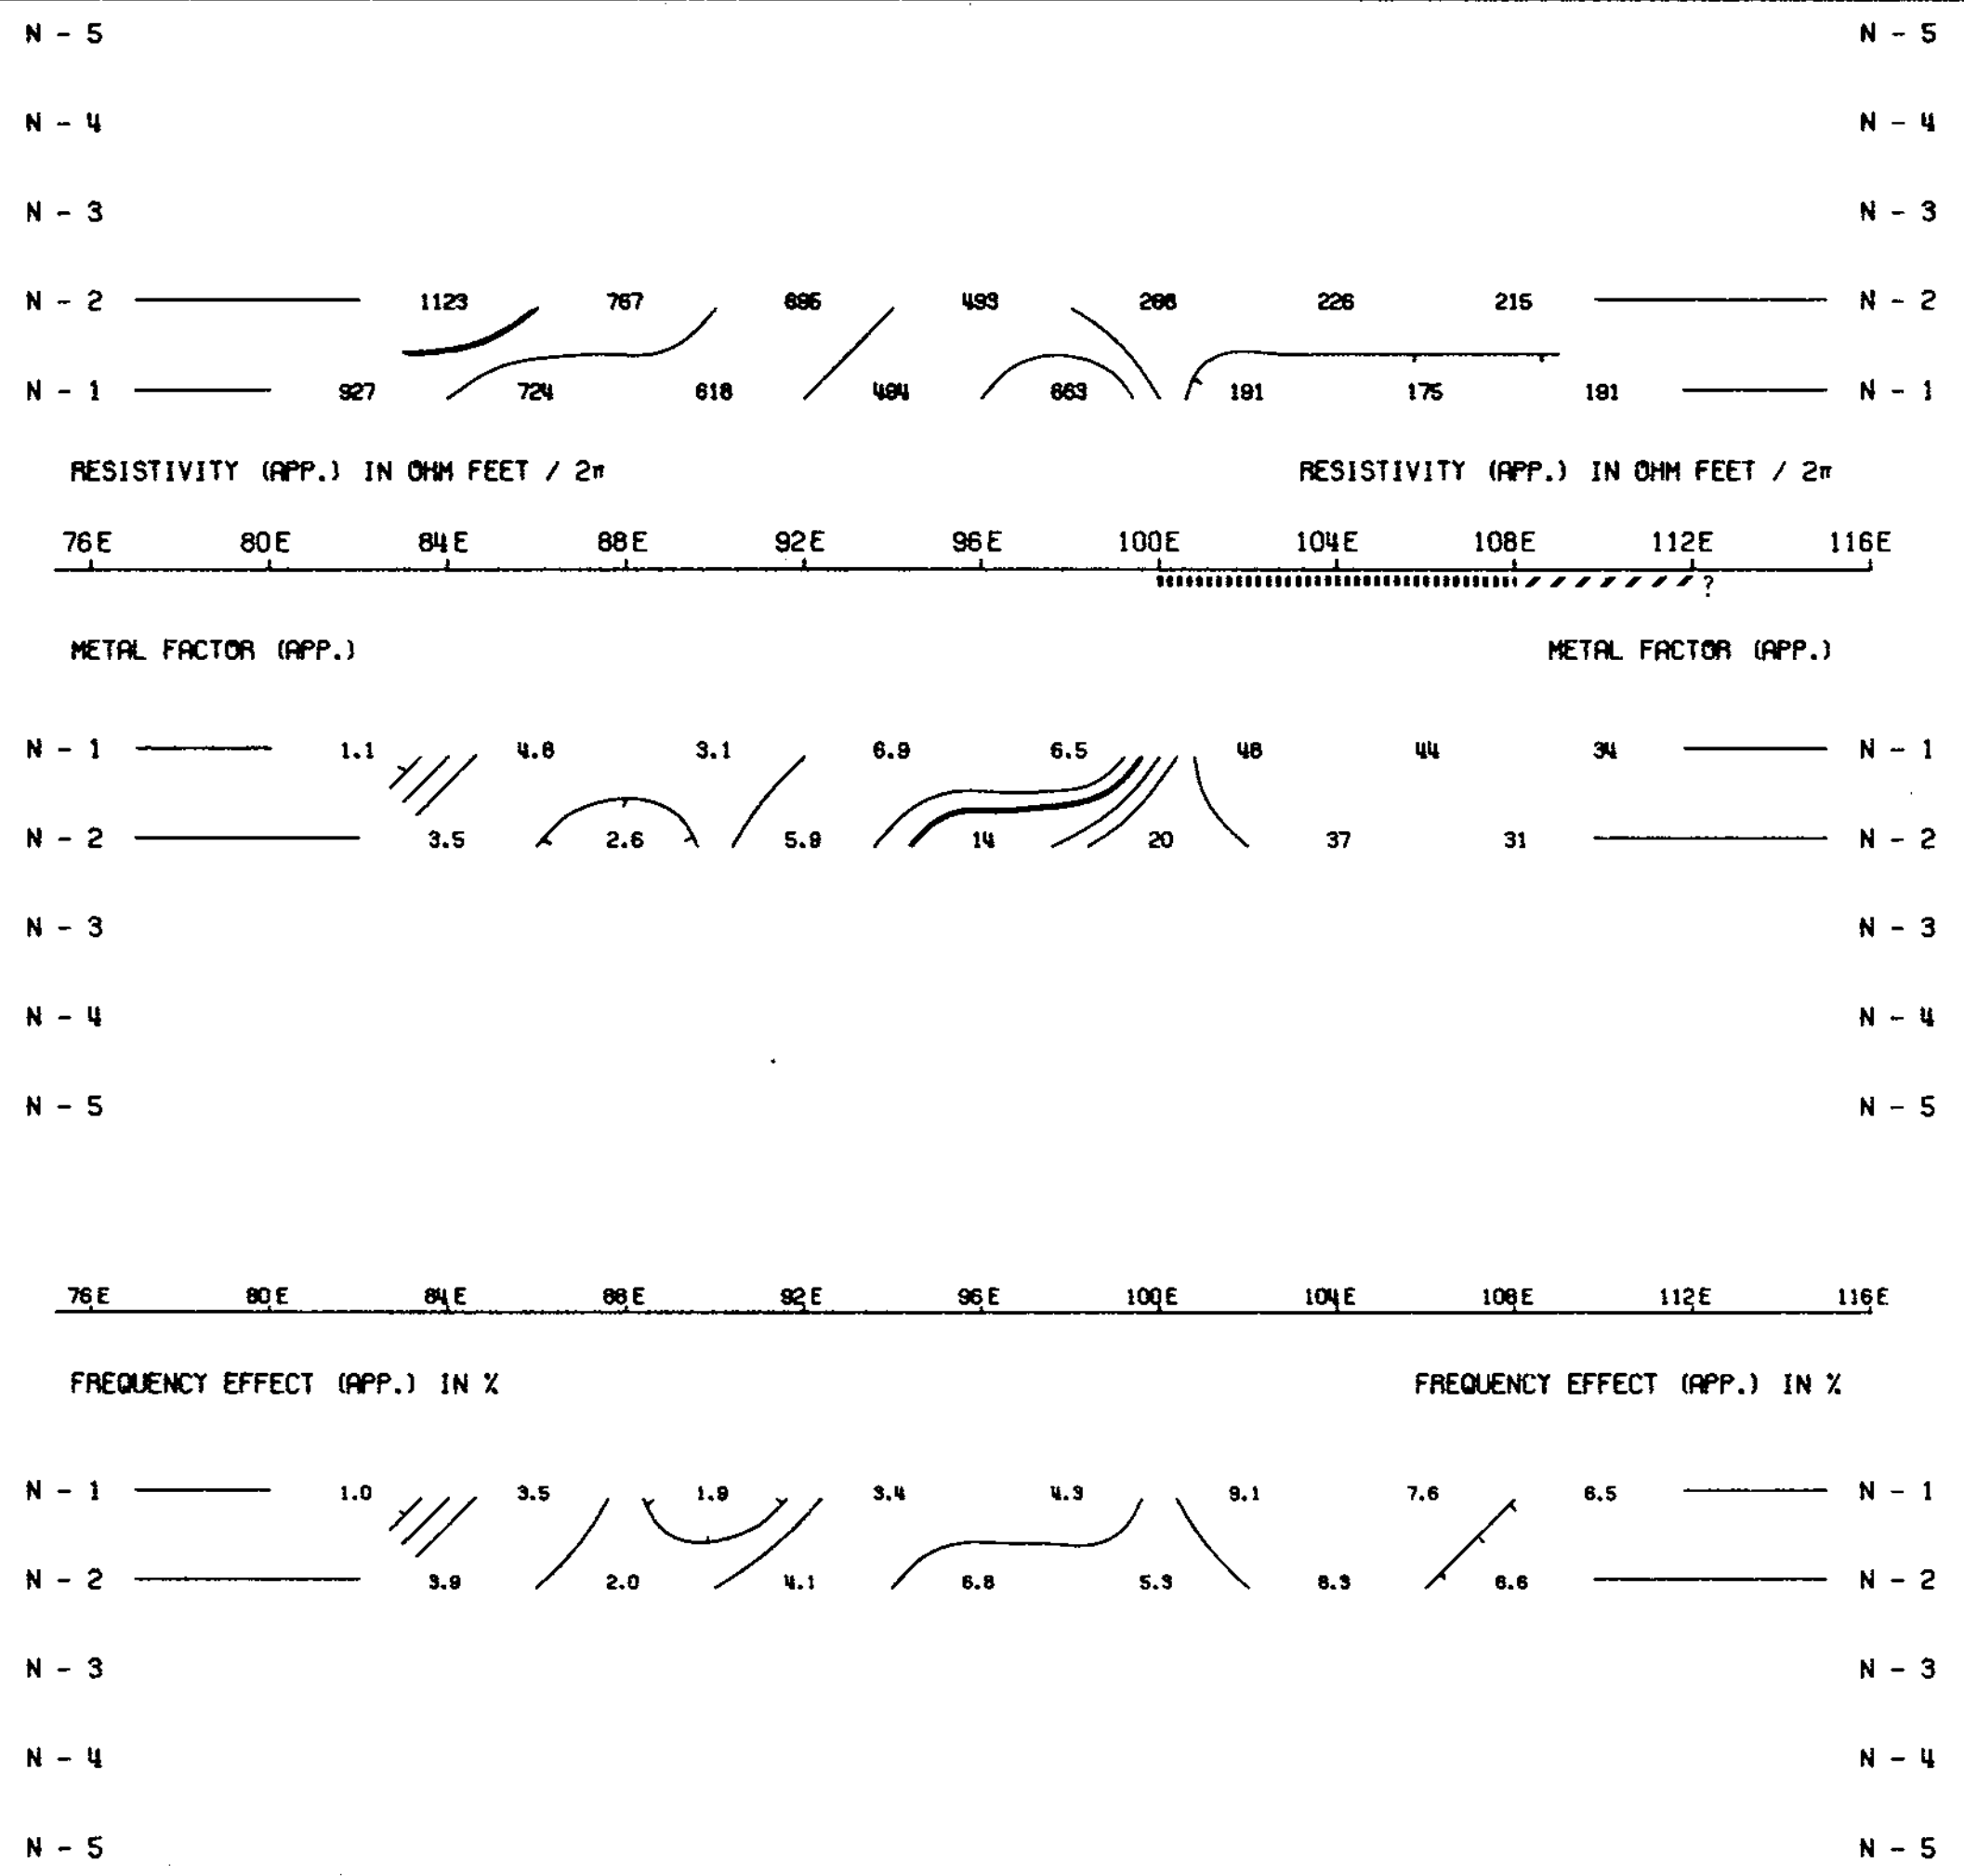 N - 5 N - 5
N - 4 N - 4
N - 3 N - 3
N - 2 1123 767 695 493 266 226 215 N - 2
N - 1 927 724 618 494 663 191 175 191 N - 1
RESISTIVITY (APP.) IN OHM FEET / 2π RESISTIVITY (APP.) IN OHM FEET / 2π
76E 80E 84E 88E 92E 96E 100E 104E 108E 112E 116E
?
METAL FACTOR (APP.) METAL FACTOR (APP.)
N - 1 1.1 4.8 3.1 6.9 6.5 48 44 34 N - 1
N - 2 3.5 2.6 5.9 14 20 37 31 N - 2
N - 3 N - 3
N - 4 N - 4
N - 5 N - 5
76E 80E 84E 88E 92E 96E 100E 104E 108E 112E 116E
FREQUENCY EFFECT (APP.) IN % FREQUENCY EFFECT (APP.) IN %
N - 1 1.0 3.5 1.9 3.4 4.3 9.1 7.6 6.5 N - 1
N - 2 3.9 2.0 4.1 6.8 5.3 8.3 6.6 N - 2
N - 3 N - 3
N - 4 N - 4
N - 5 N - 5